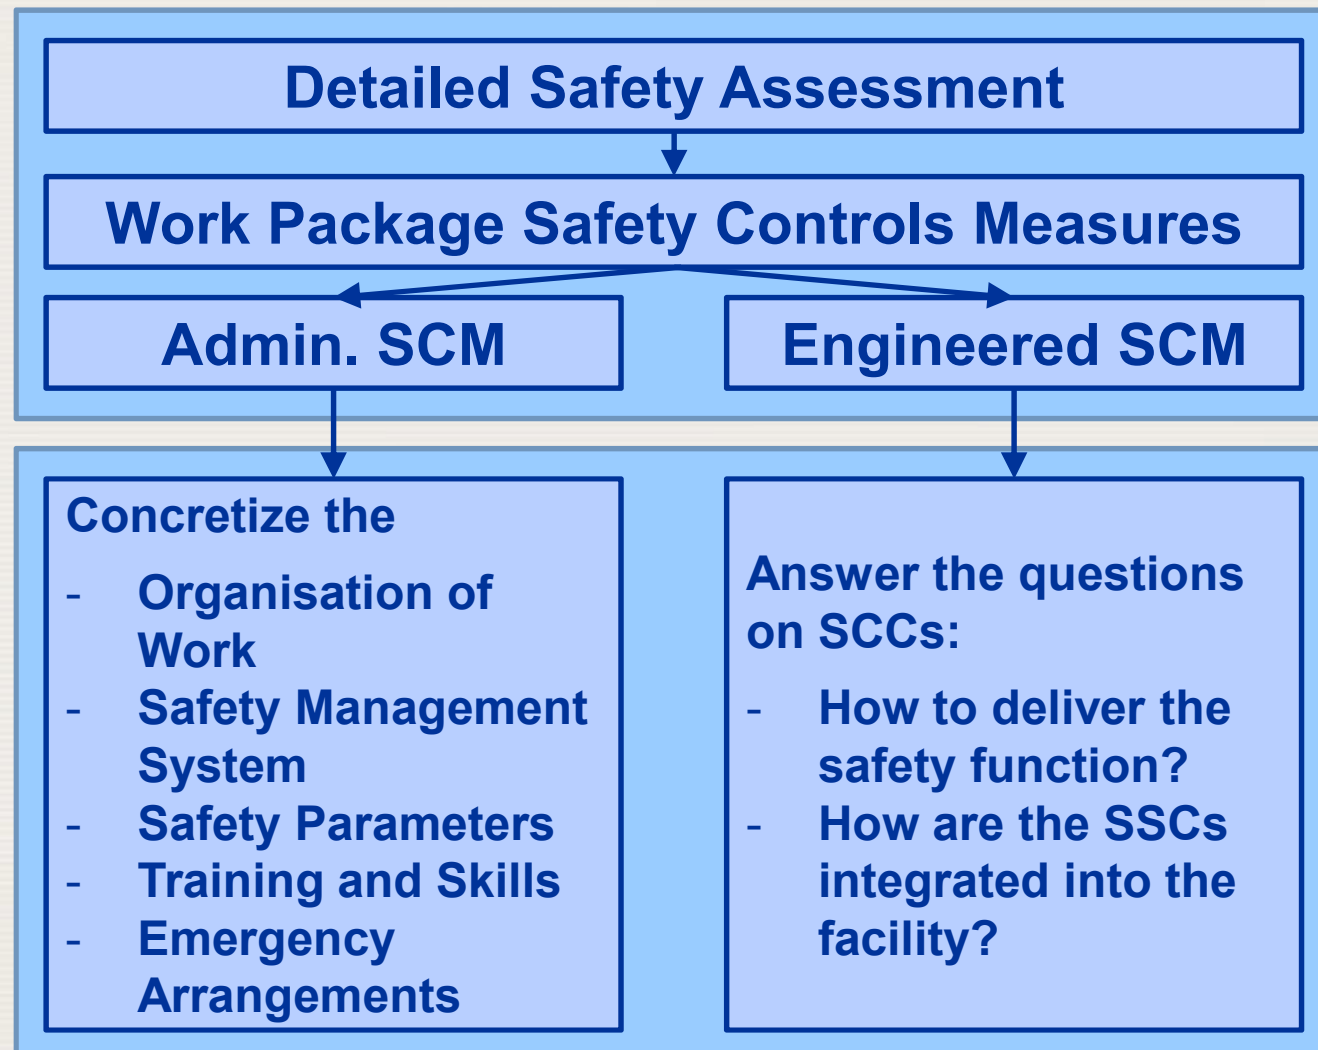 Detailed Safety Assessment
Work Package Safety Controls Measures
Admin. SCM
Engineered SCM
Concretize the
- Organisation of
Work
- Safety Management
System
- Safety Parameters
- Training and Skills
- Emergency
Arrangements
Answer the questions
on SCCs:
- How to deliver the
safety function?
- How are the SSCs
integrated into the
facility?